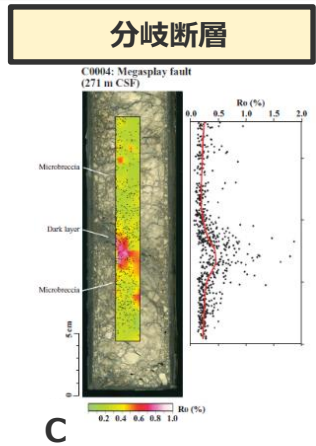 分岐断層
C0004: Megasplay fault
(271 m CSF)
Ro (%)
0.0 0.5 1.0 1.5 2.0
Microbreccia
Dark layer
Microbreccia
5 cm
0
0.2 0.4 0.6 0.8 1.0 Ro (%)
C